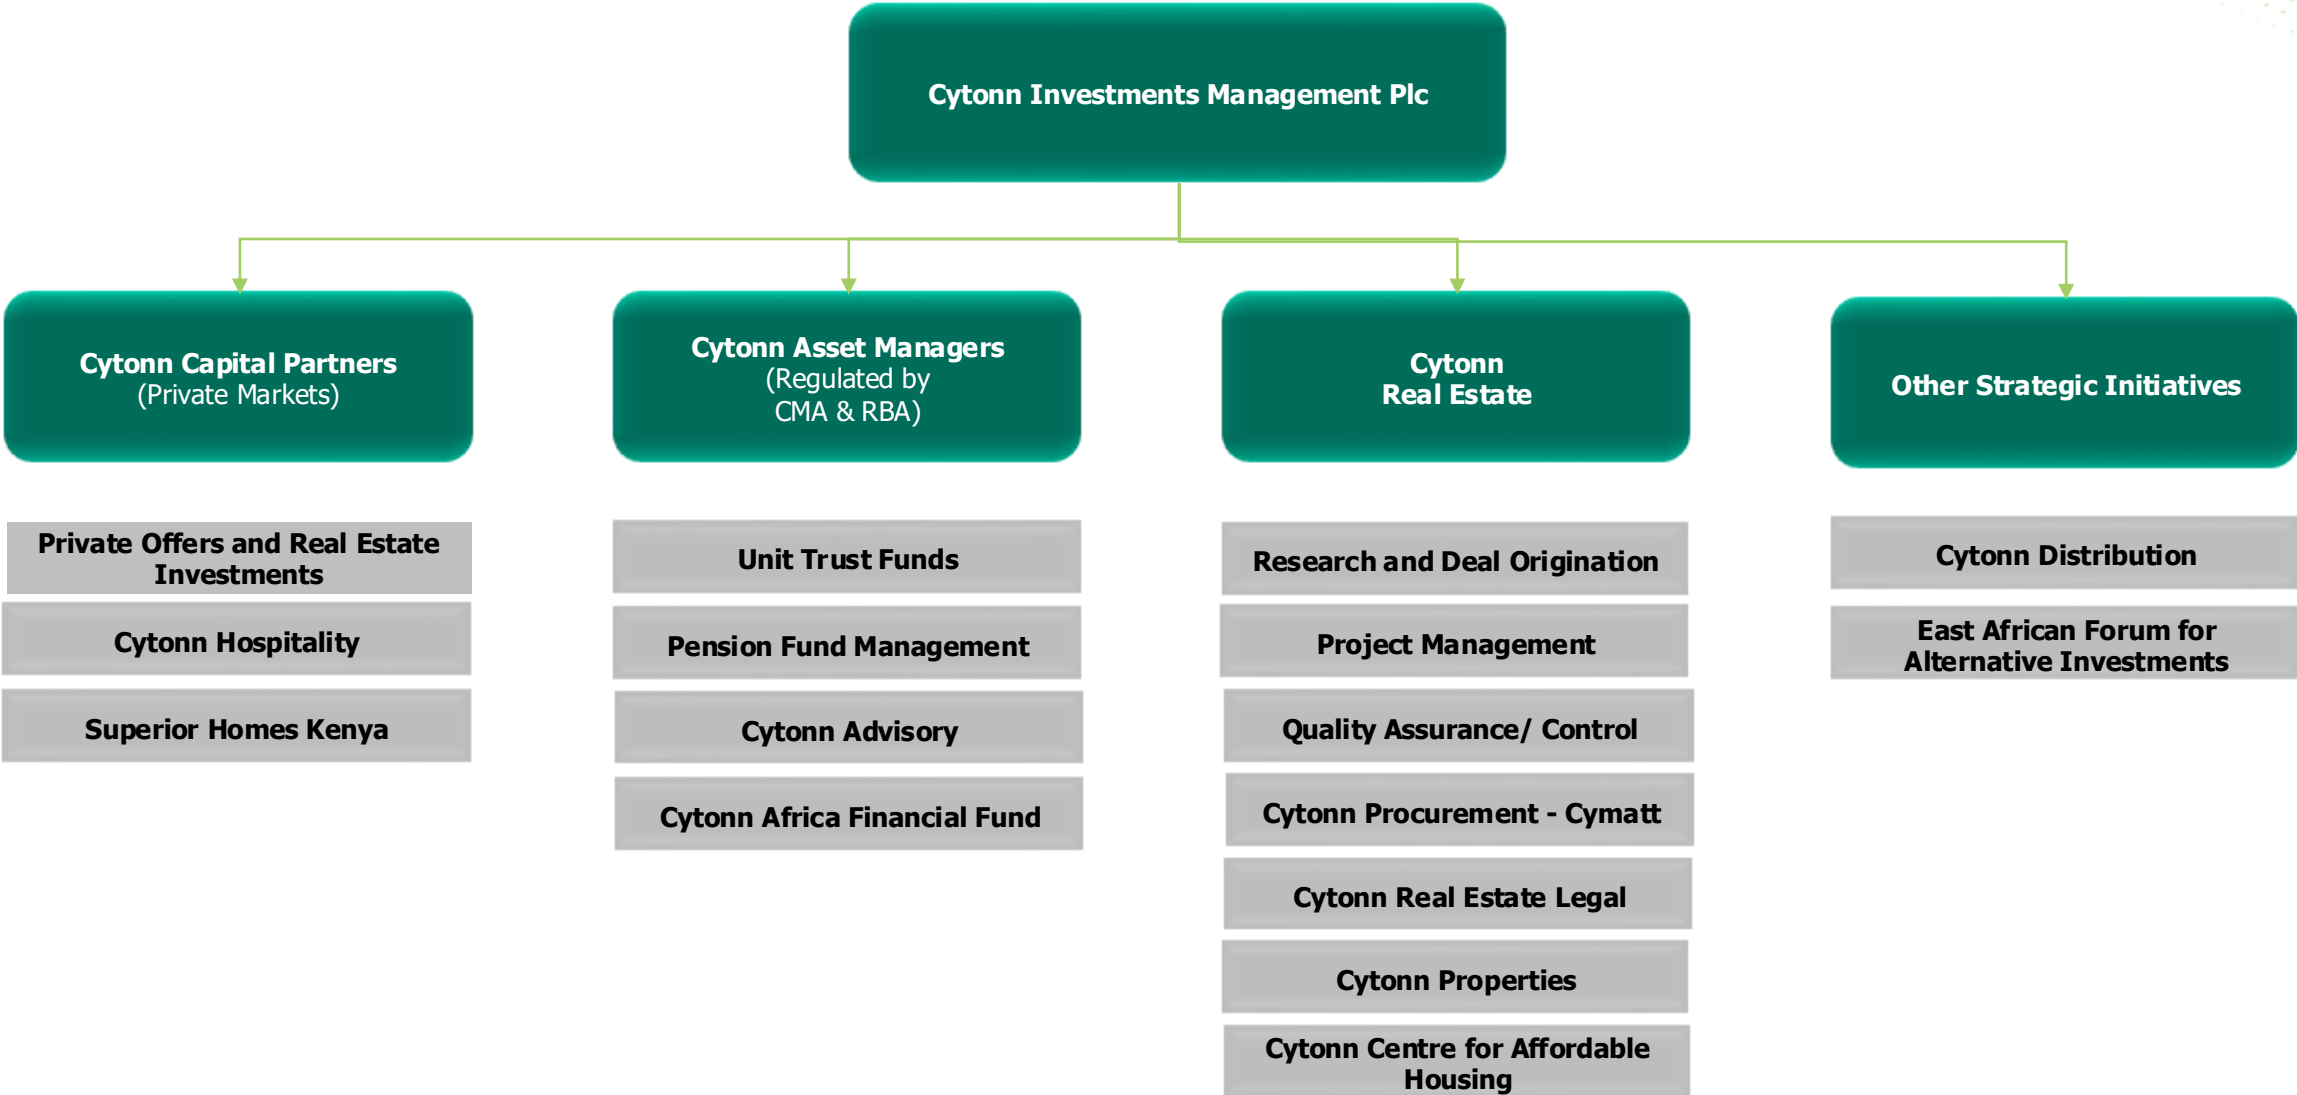 Cytonn Investments Management Plc
Cytonn Capital Partners
(Private Markets)
Cytonn Asset Managers
(Regulated by
CMA & RBA)
Cytonn
Real Estate
Other Strategic Initiatives
Private Offers and Real Estate
Investments
Cytonn Hospitality
Superior Homes Kenya
Unit Trust Funds
Pension Fund Management
Cytonn Advisory
Cytonn Africa Financial Fund
Research and Deal Origination
Project Management
Quality Assurance/ Control
Cytonn Procurement - Cymatt
Cytonn Real Estate Legal
Cytonn Properties
Cytonn Centre for Affordable
Housing
Cytonn Distribution
East African Forum for
Alternative Investments